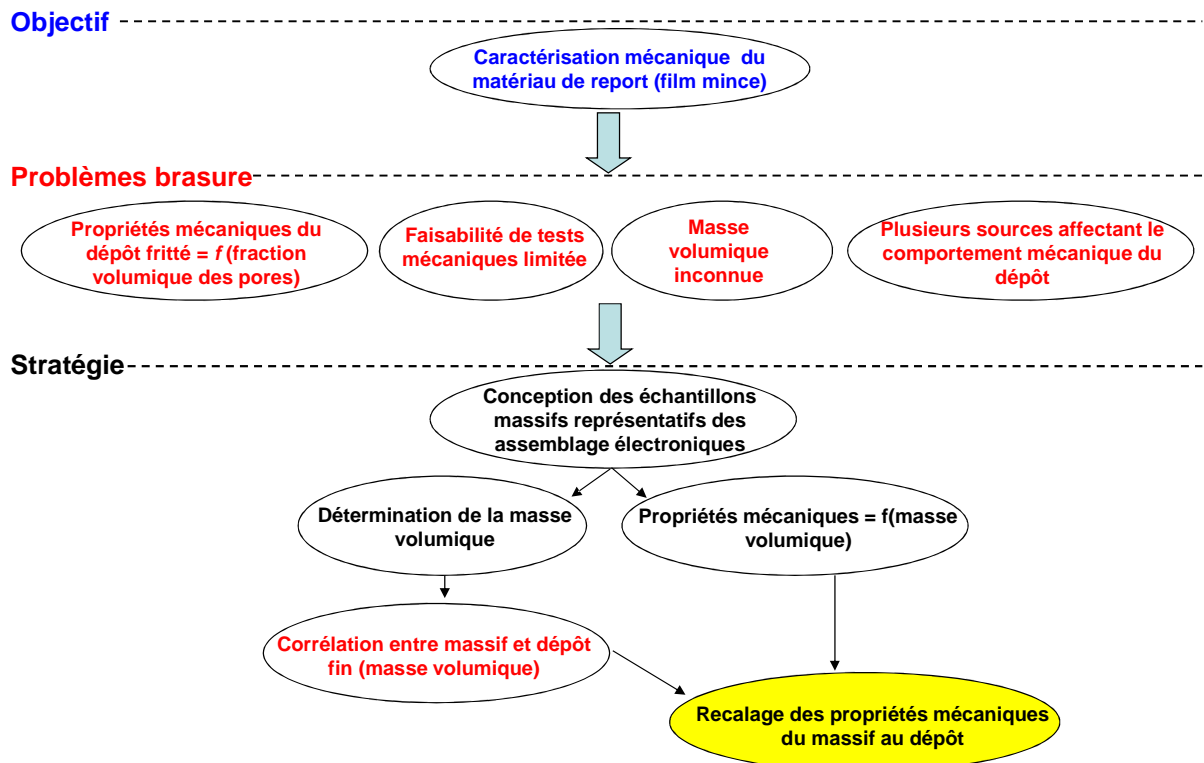 Objectif
Caractérisation mécanique du
matériau de report (film mince)
Problèmes brasure
Propriétés mécaniques du
dépôt fritté = f (fraction
volumique des pores)
Faisabilité de tests
mécaniques limitée
Masse
volumique
inconnue
Plusieurs sources affectant le
comportement mécanique du
dépôt
Stratégie
Conception des échantillons
massifs représentatifs des
assemblage électroniques
Détermination de la masse
volumique
Propriétés mécaniques = f(masse
volumique)
Corrélation entre massif et dépôt
fin (masse volumique)
Recalage des propriétés mécaniques
du massif au dépôt